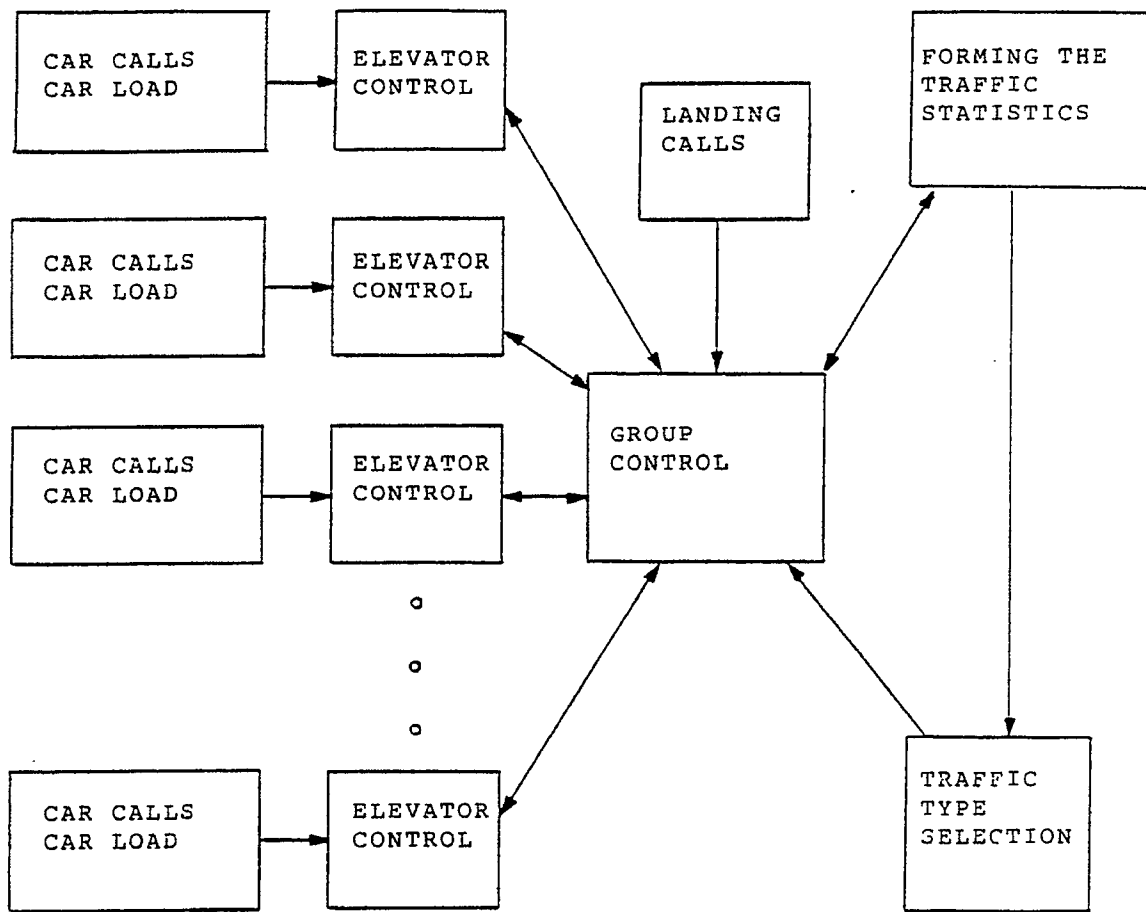 CAR CALLS
CAR LOAD
ELEVATOR
CONTROL
LANDING
CALLS
FORMING THE
TRAFFIC
STATISTICS
CAR CALLS
CAR LOAD
ELEVATOR
CONTROL
CAR CALLS
CAR LOAD
ELEVATOR
CONTROL
GROUP
CONTROL
CAR CALLS
CAR LOAD
ELEVATOR
CONTROL
TRAFFIC
TYPE
SELECTION